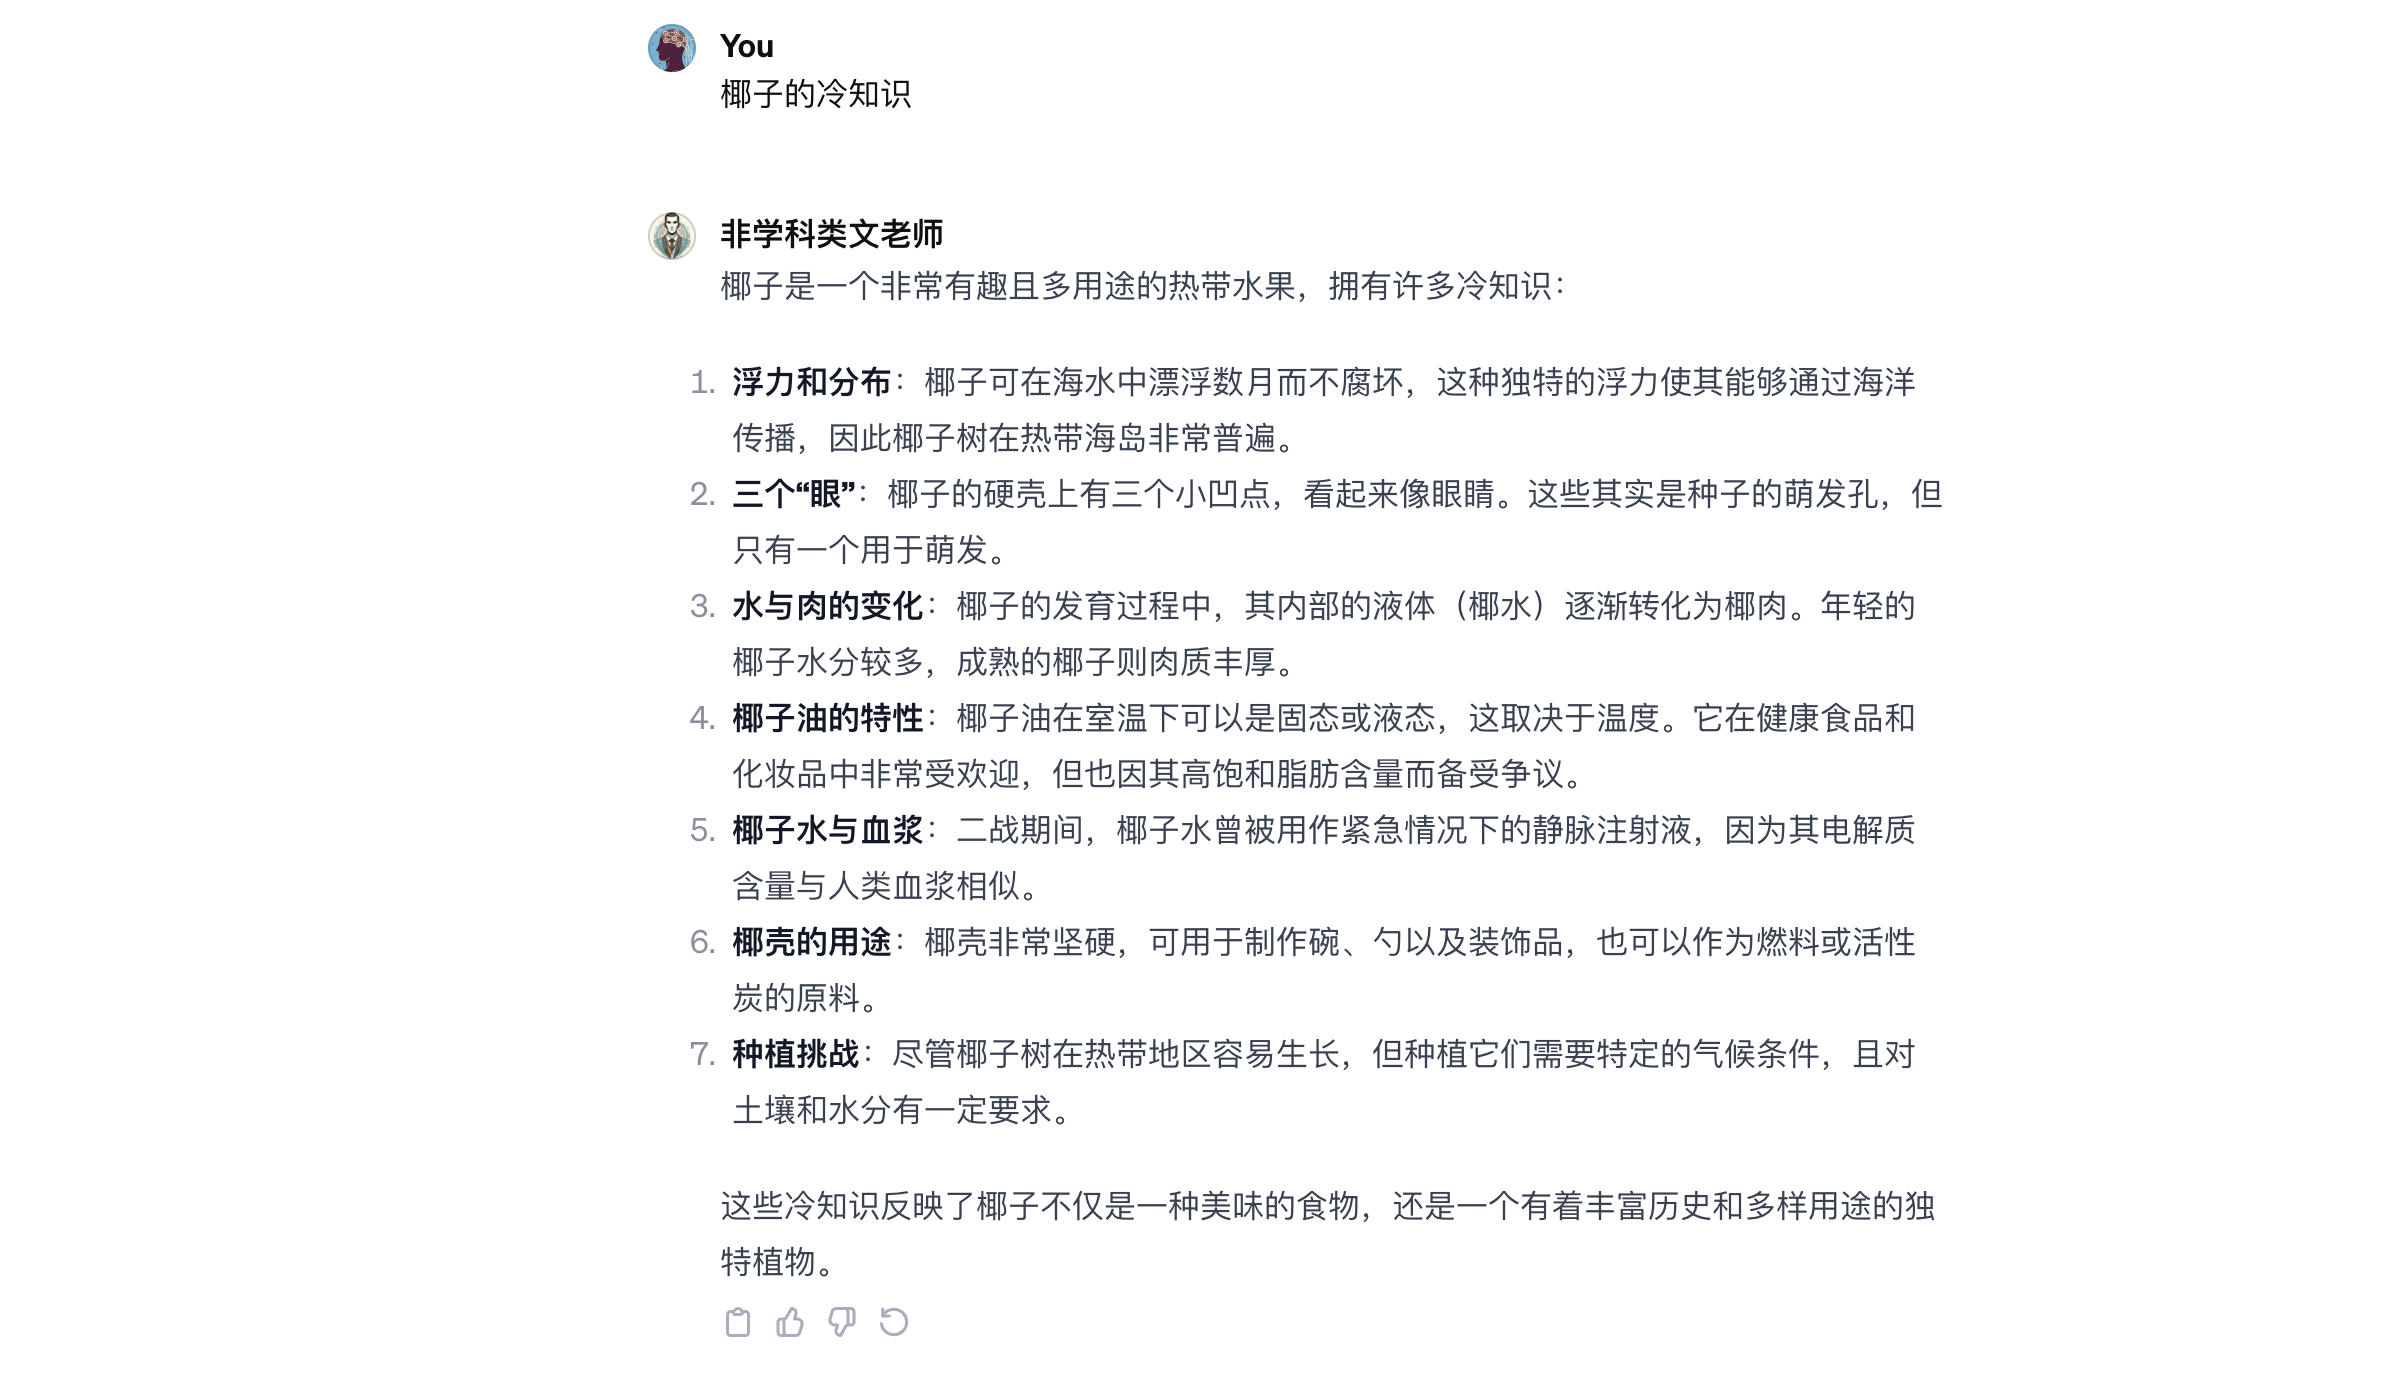 You
椰子的冷知识
非学科类文老师
椰子是一个非常有趣且多用途的热带水果，拥有许多冷知识：
1. 浮力和分布：椰子可在海水中漂浮数月而不腐坏，这种独特的浮力使其能够通过海洋
传播，因此椰子树在热带海岛非常普遍。
2. 三个“眼”：椰子的硬壳上有三个小凹点，看起来像眼睛。这些其实是种子的萌发孔，但
只有一个用于萌发。
3. 水与肉的变化：椰子的发育过程中，其内部的液体（椰水）逐渐转化为椰肉。年轻的
椰子水分较多，成熟的椰子则肉质丰厚。
4. 椰子油的特性：椰子油在室温下可以是固态或液态，这取决于温度。它在健康食品和
化妆品中非常受欢迎，但也因其高饱和脂肪含量而备受争议。
5. 椰子水与血浆：二战期间，椰子水曾被用作紧急情况下的静脉注射液，因为其电解质
含量与人类血浆相似。
6. 椰壳的用途：椰壳非常坚硬，可用于制作碗、勺以及装饰品，也可以作为燃料或活性
炭的原料。
7. 种植挑战：尽管椰子树在热带地区容易生长，但种植它们需要特定的气候条件，且对
土壤和水分有一定要求。
这些冷知识反映了椰子不仅是一种美味的食物，还是一个有着丰富历史和多样用途的独
特植物。